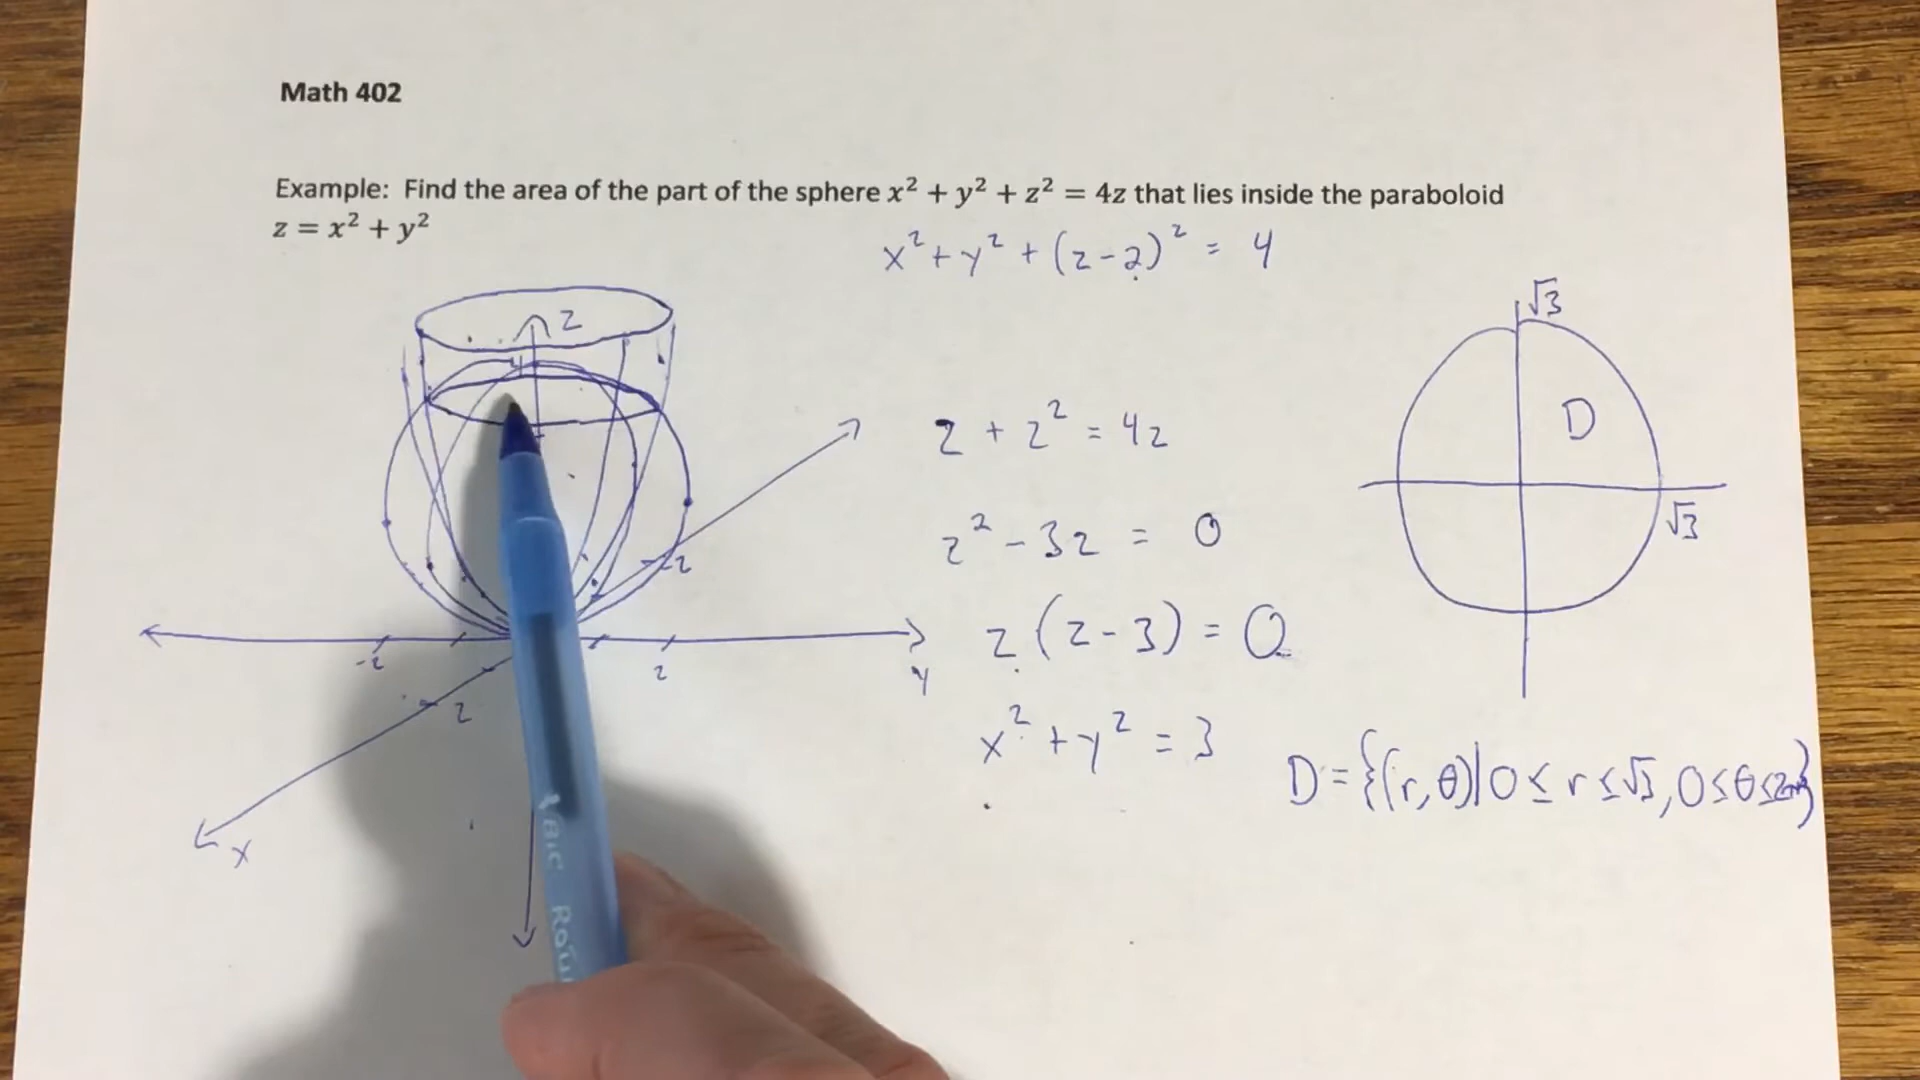 Math 402
Example: Find the area of the part of the sphere x² + y² + z² = 4z that lies inside the paraboloid
z = x² + y²
x² + y² + (z - 2)² = 4
z
4
2
-2
2
y
2
x
z + z² = 4z
z² - 3z = 0
z(z - 3) = 0
x² + y² = 3
√3
D
√3
D = {(r, θ) | 0 ≤ r ≤ √3, 0 ≤ θ ≤ 2π}
BIC